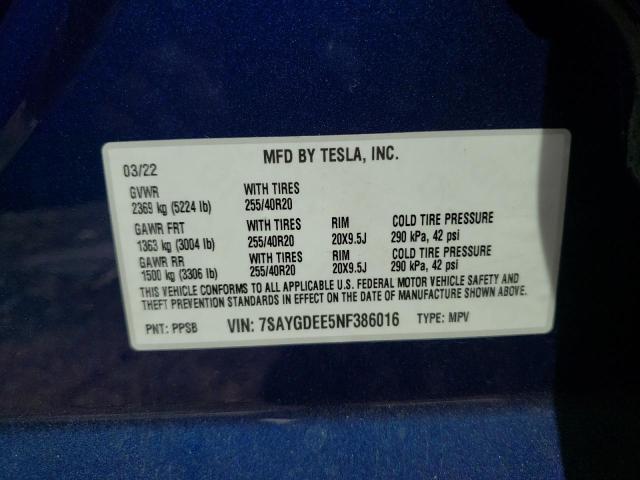 03/22 MFD BY TESLA, INC.
GVWR WITH TIRES
2369 kg (5224 lb) 255/40R20
GAWR FRT WITH TIRES RIM COLD TIRE PRESSURE
1363 kg (3004 lb) 255/40R20 20X9.5J 290 kPa, 42 psi
GAWR RR WITH TIRES RIM COLD TIRE PRESSURE
1500 kg (3306 lb) 255/40R20 20X9.5J 290 kPa, 42 psi
THIS VEHICLE CONFORMS TO ALL APPLICABLE U.S. FEDERAL MOTOR VEHICLE SAFETY AND
THEFT PREVENTION STANDARDS IN EFFECT ON THE DATE OF MANUFACTURE SHOWN ABOVE.
PNT: PPSB VIN: 7SAYGDEE5NF386016 TYPE: MPV